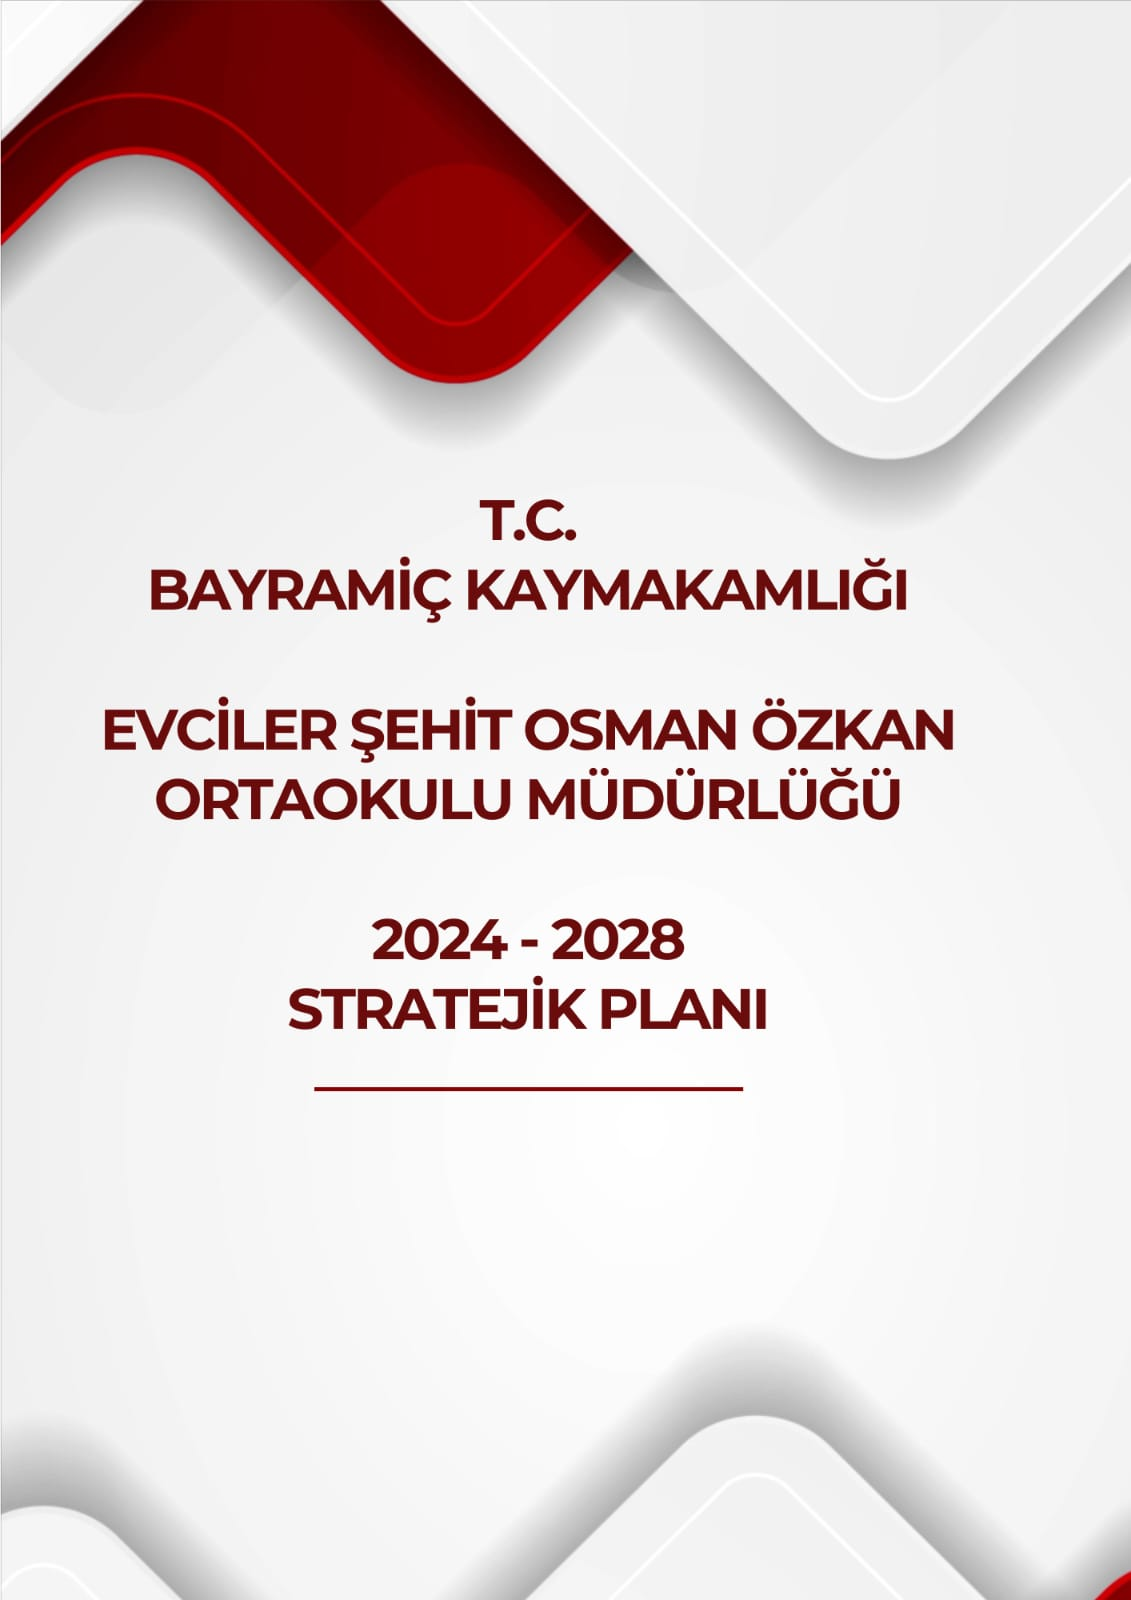 T.C.
BAYRAMİÇ KAYMAKAMLIĞI
EVCİLER ŞEHİT OSMAN ÖZKAN
ORTAOKULU MÜDÜRLÜĞÜ
2024 - 2028
STRATEJİK PLANI